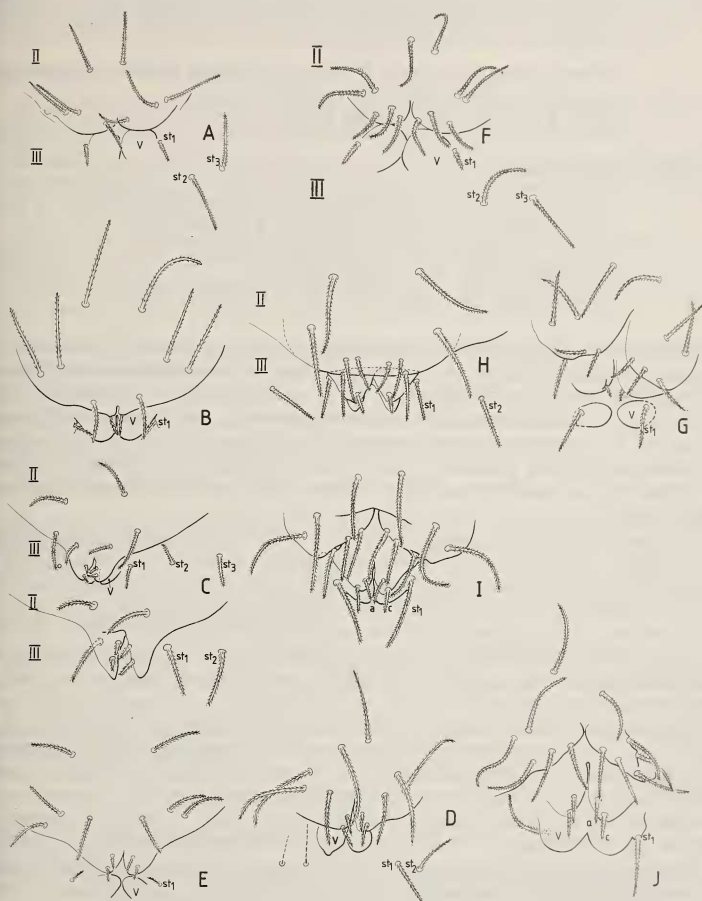 II
A
V
st1
III
st3
st2
II
F
V
st1
III
st2
st3
B
V
st1
II
III
H
st1
st2
G
V
st1
II
III
C
V
st1
st2
st3
I
a
c
st1
II
III
st1
st2
E
V
st1
D
V
st1
st2
J
V
a
c
st1